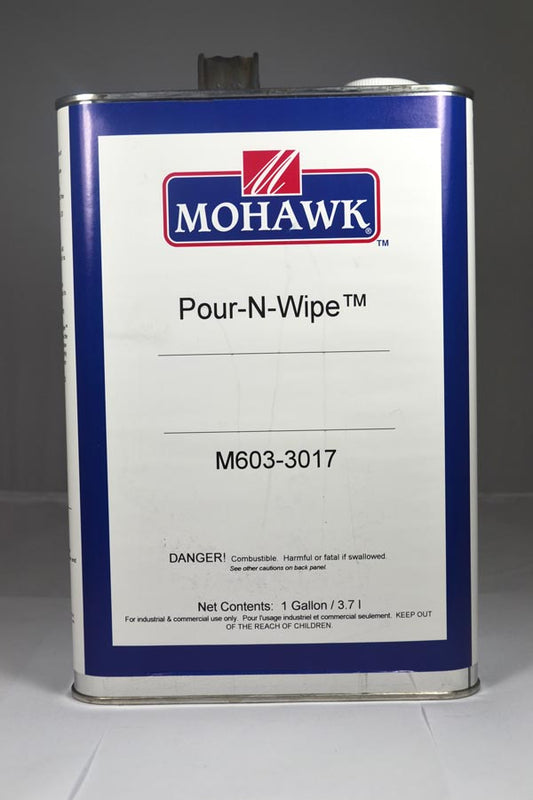 MOHAWK®
™
Pour-N-Wipe™
M603-3017
DANGER! Combustible. Harmful or fatal if swallowed.
See other cautions on back panel.
Net Contents: 1 Gallon / 3.7 l
For industrial & commercial use only. Pour l'usage industriel et commercial seulement. KEEP OUT
OF THE REACH OF CHILDREN.